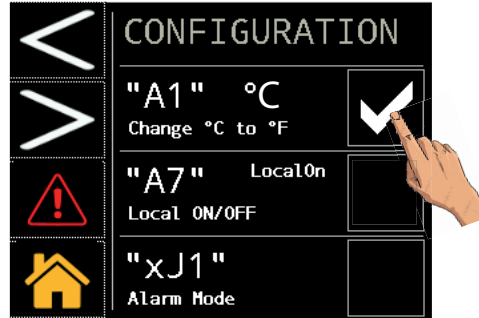 CONFIGURATION
"A1" °C
Change °C to °F
"A7" LocalOn
Local ON/OFF
"xJ1"
Alarm Mode